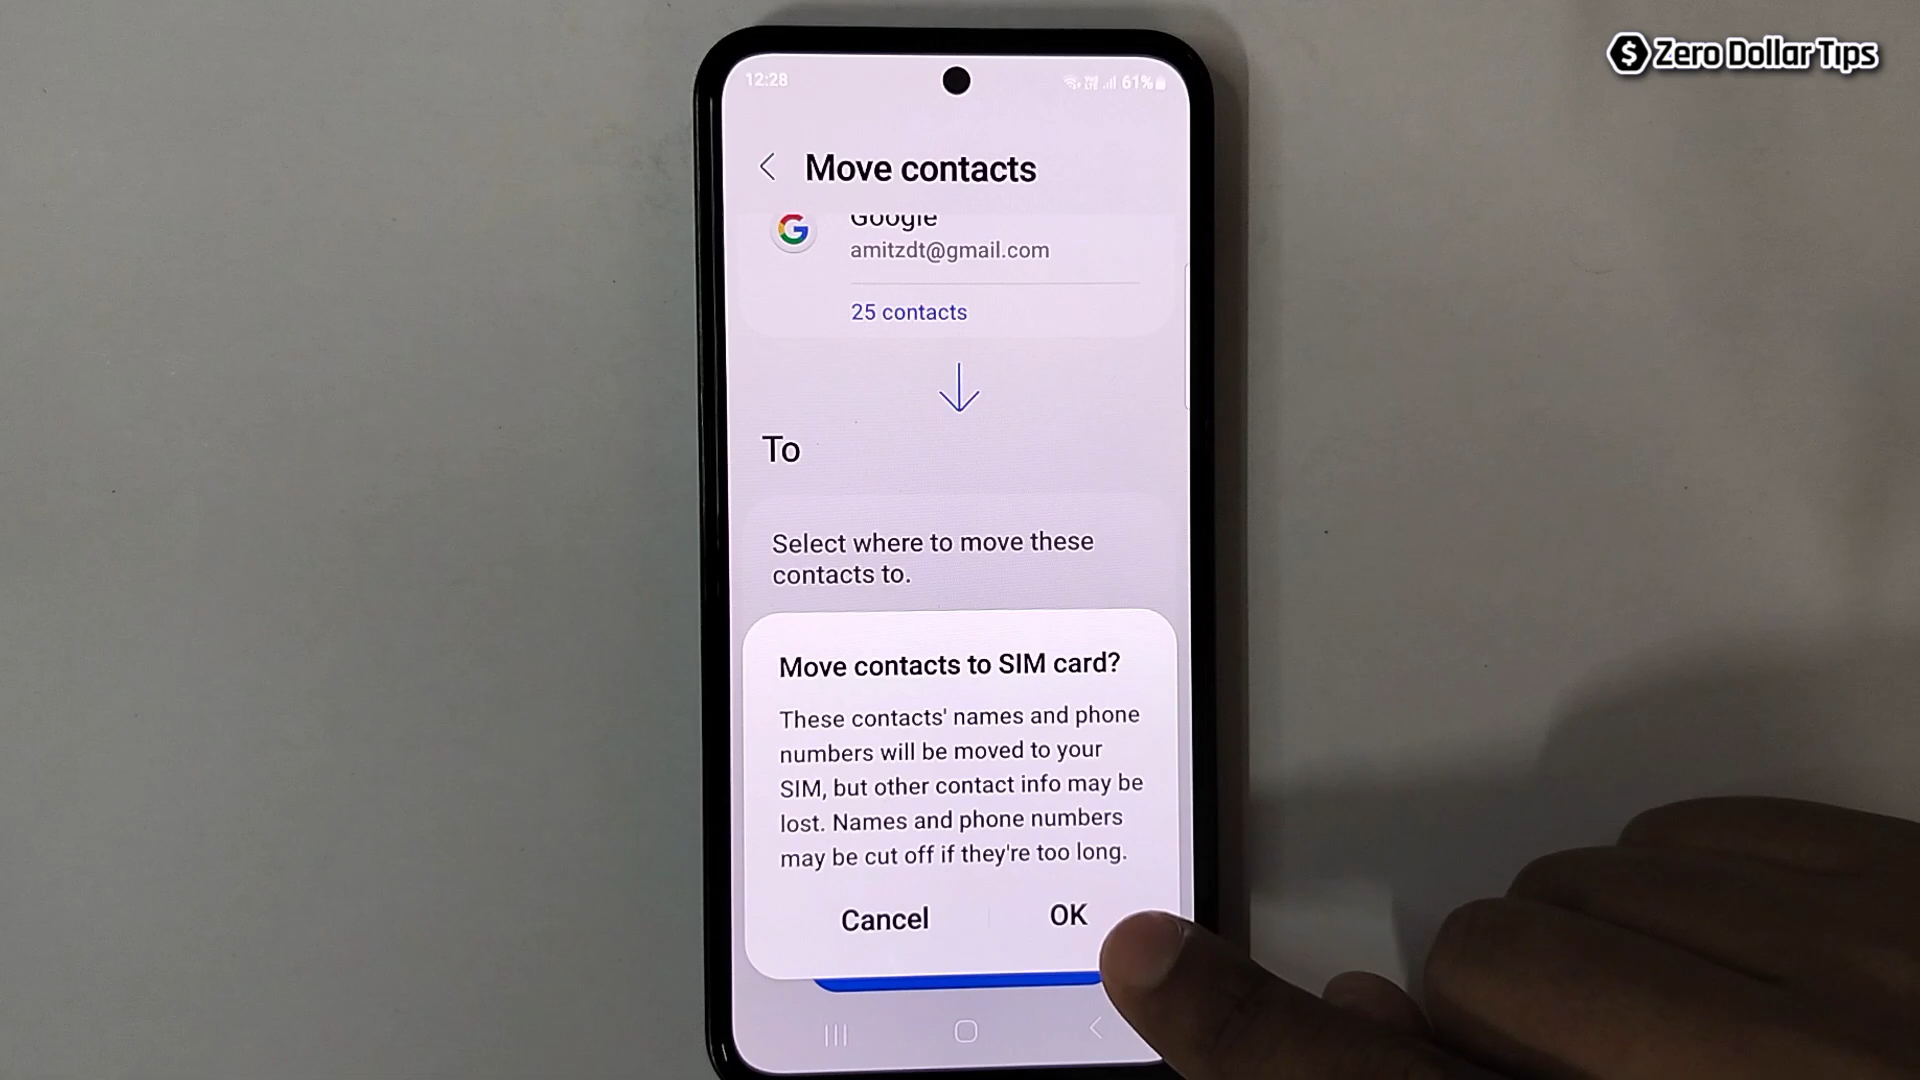 Zero Dollar Tips
12:28
61%
Move contacts
Google
amitzdt@gmail.com
25 contacts
To
Select where to move these
contacts to.
Move contacts to SIM card?
These contacts' names and phone
numbers will be moved to your
SIM, but other contact info may be
lost. Names and phone numbers
may be cut off if they're too long.
Cancel
OK